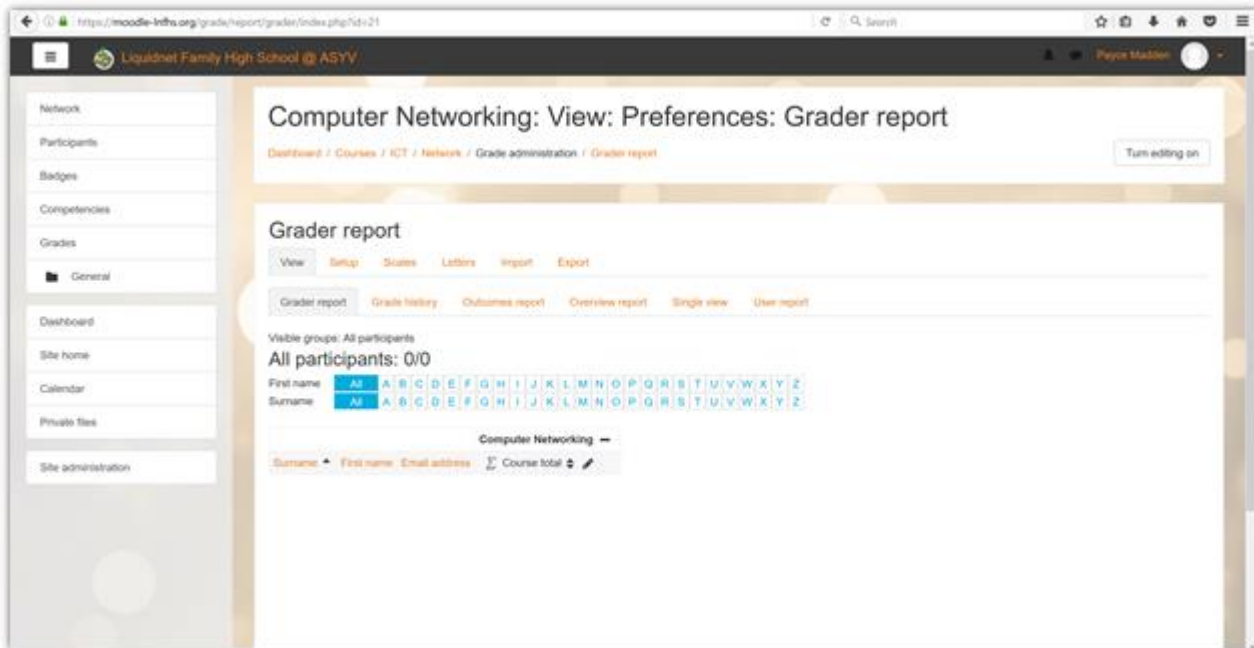 https://moodle-lnfhs.org/grade/report/grader/index.php?id=21
Search
Liquidnet Family High School @ ASYV
Payce Madden
Network
Participants
Badges
Competencies
Grades
General
Dashboard
Site home
Calendar
Private files
Site administration
Computer Networking: View: Preferences: Grader report
Dashboard / Courses / ICT / Network / Grade administration / Grader report
Turn editing on
Grader report
View Setup Scales Letters Import Export
Grader report Grade history Outcomes report Overview report Single view User report
Visible groups: All participants
All participants: 0/0
First name All A B C D E F G H I J K L M N O P Q R S T U V W X Y Z
Surname All A B C D E F G H I J K L M N O P Q R S T U V W X Y Z
Computer Networking
Surname First name Email address Σ Course total